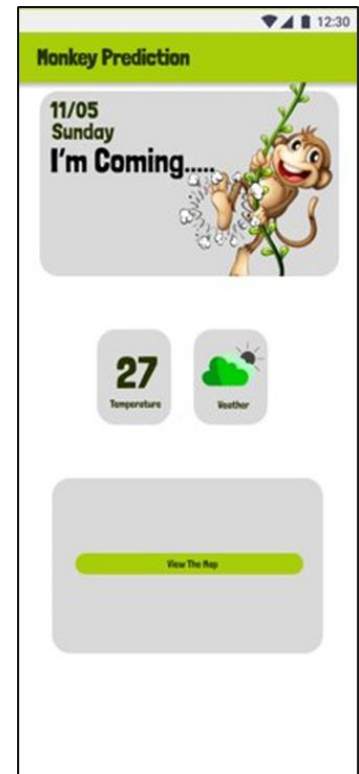 12:30
Monkey Prediction
11/05
Sunday
I'm Coming.....
27
Temperature
Weather
View The Map